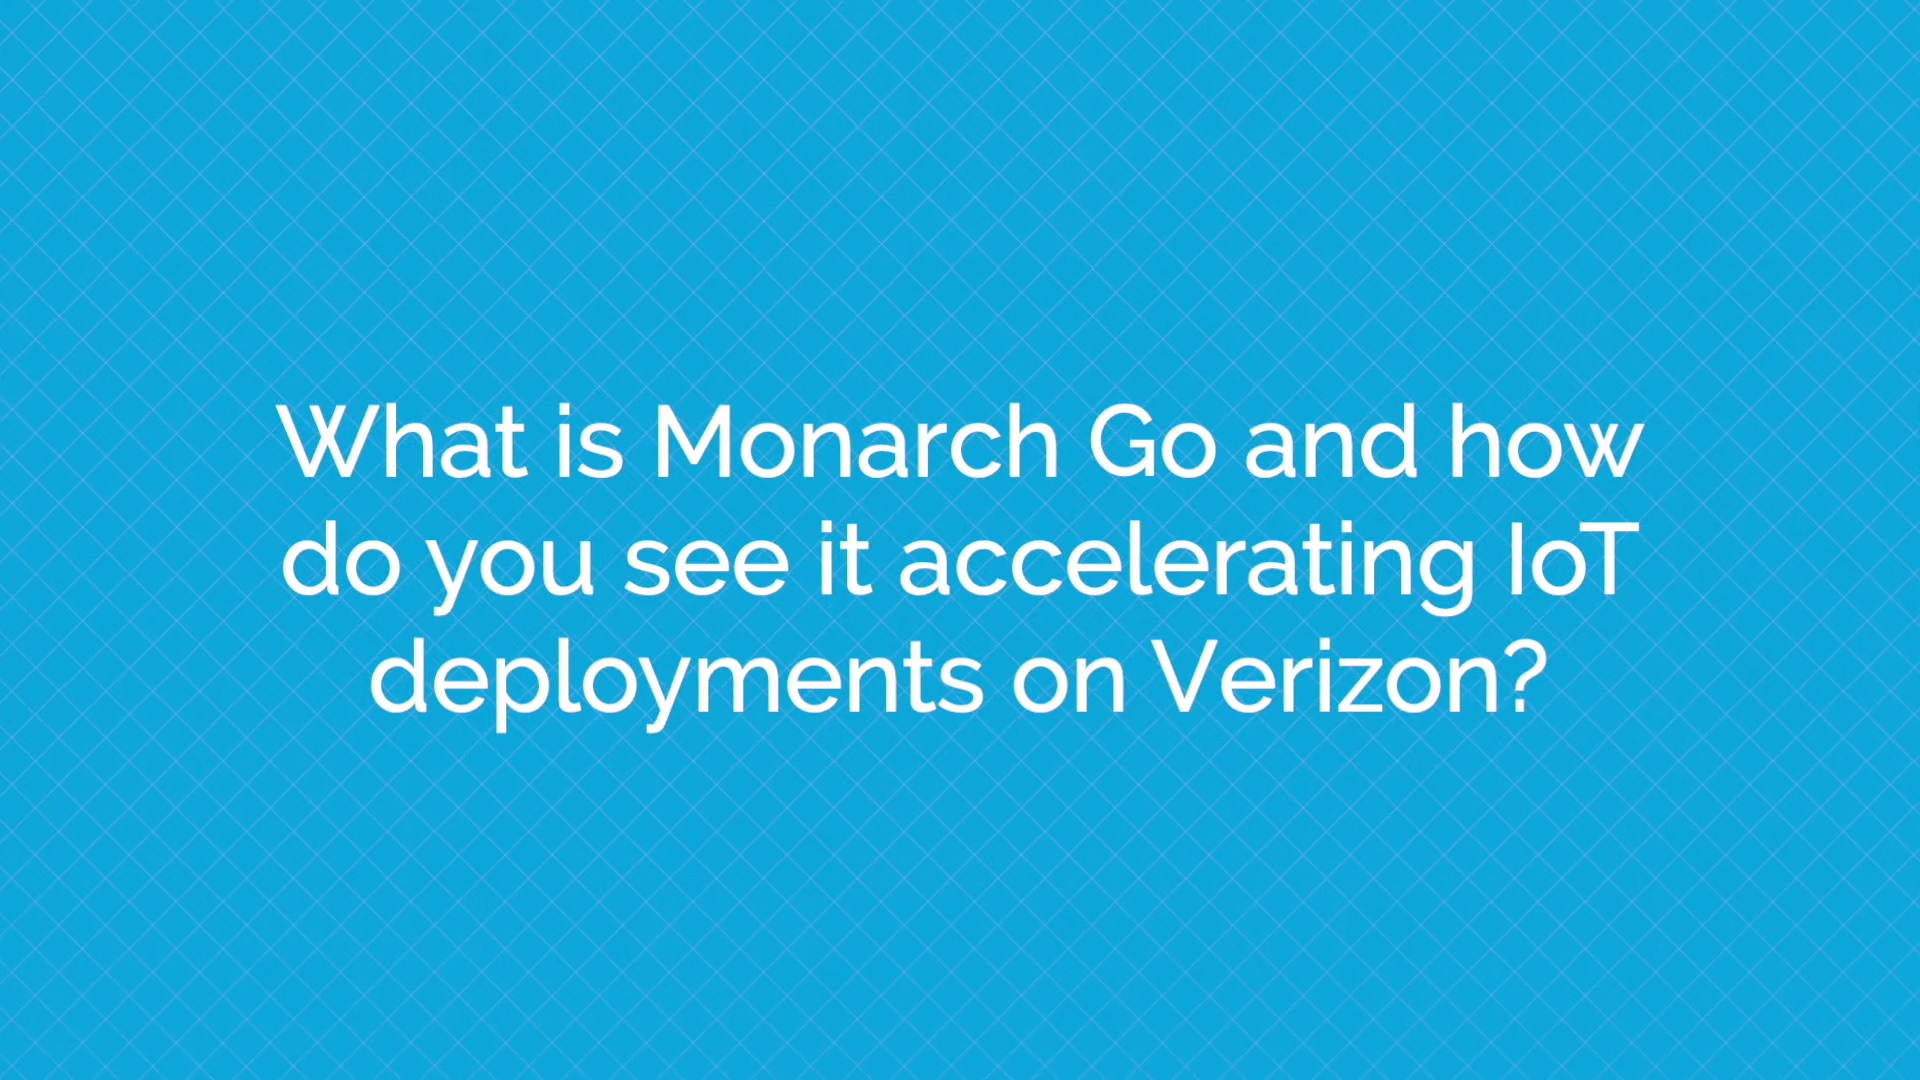 What is Monarch Go and how
do you see it accelerating IoT
deployments on Verizon?